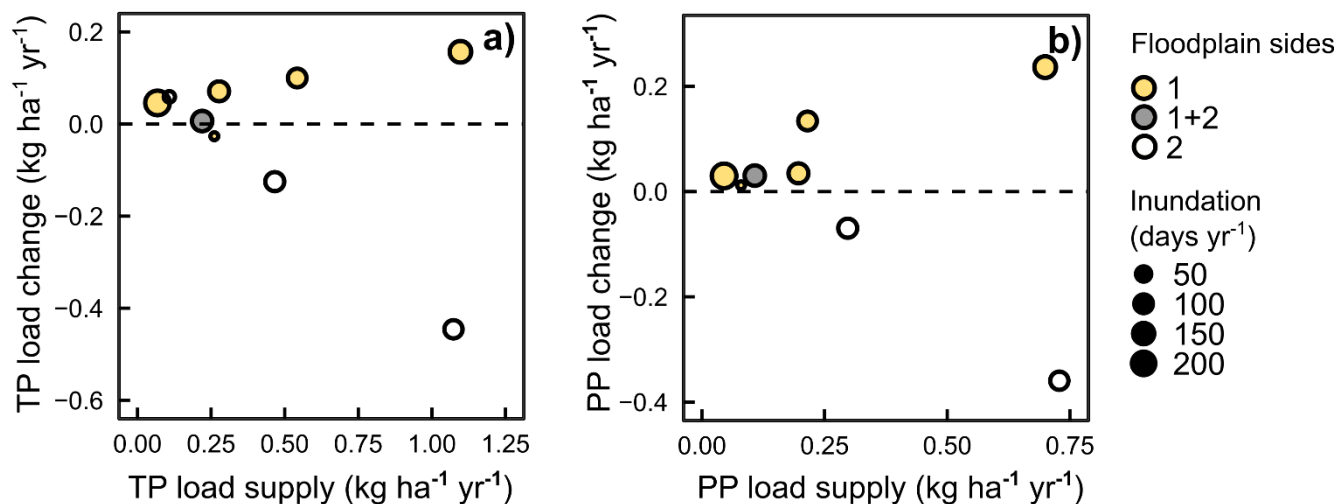 a)
TP load change (kg ha⁻¹ yr⁻¹)
0.2
0.0
−0.2
−0.4
−0.6
0.00 0.25 0.50 0.75 1.00 1.25
TP load supply (kg ha⁻¹ yr⁻¹)
b)
PP load change (kg ha⁻¹ yr⁻¹)
0.2
0.0
−0.2
−0.4
0.00 0.25 0.50 0.75
PP load supply (kg ha⁻¹ yr⁻¹)
Floodplain sides
1
1+2
2
Inundation
(days yr⁻¹)
50
100
150
200